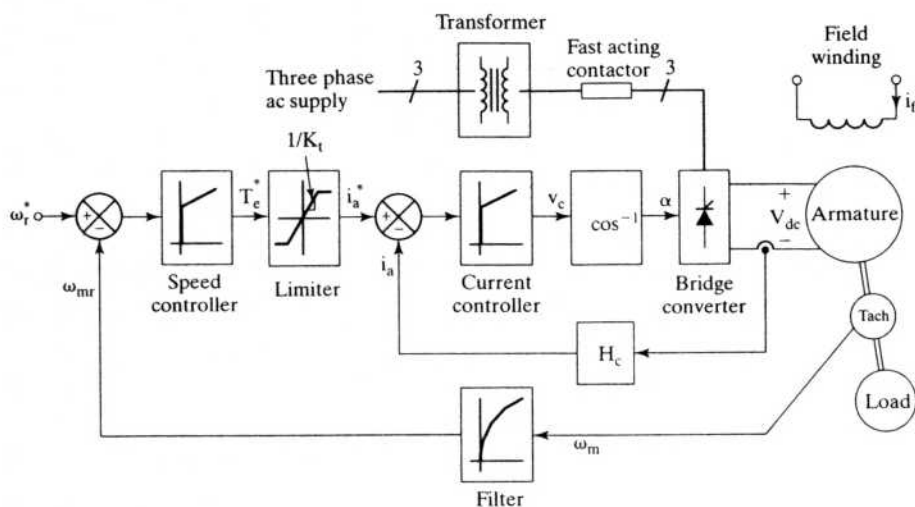 Transformer
Field
winding
Fast acting
contactor
3
3
Three phase
ac supply
i_f
1/K_t
ω_r^*
+
−
T_e^*
i_a^*
+
−
v_c
cos^{−1}
α
+
V_dc
−
Armature
i_a
Speed
controller
Limiter
Current
controller
Bridge
converter
ω_mr
Tach
H_c
Load
ω_m
Filter